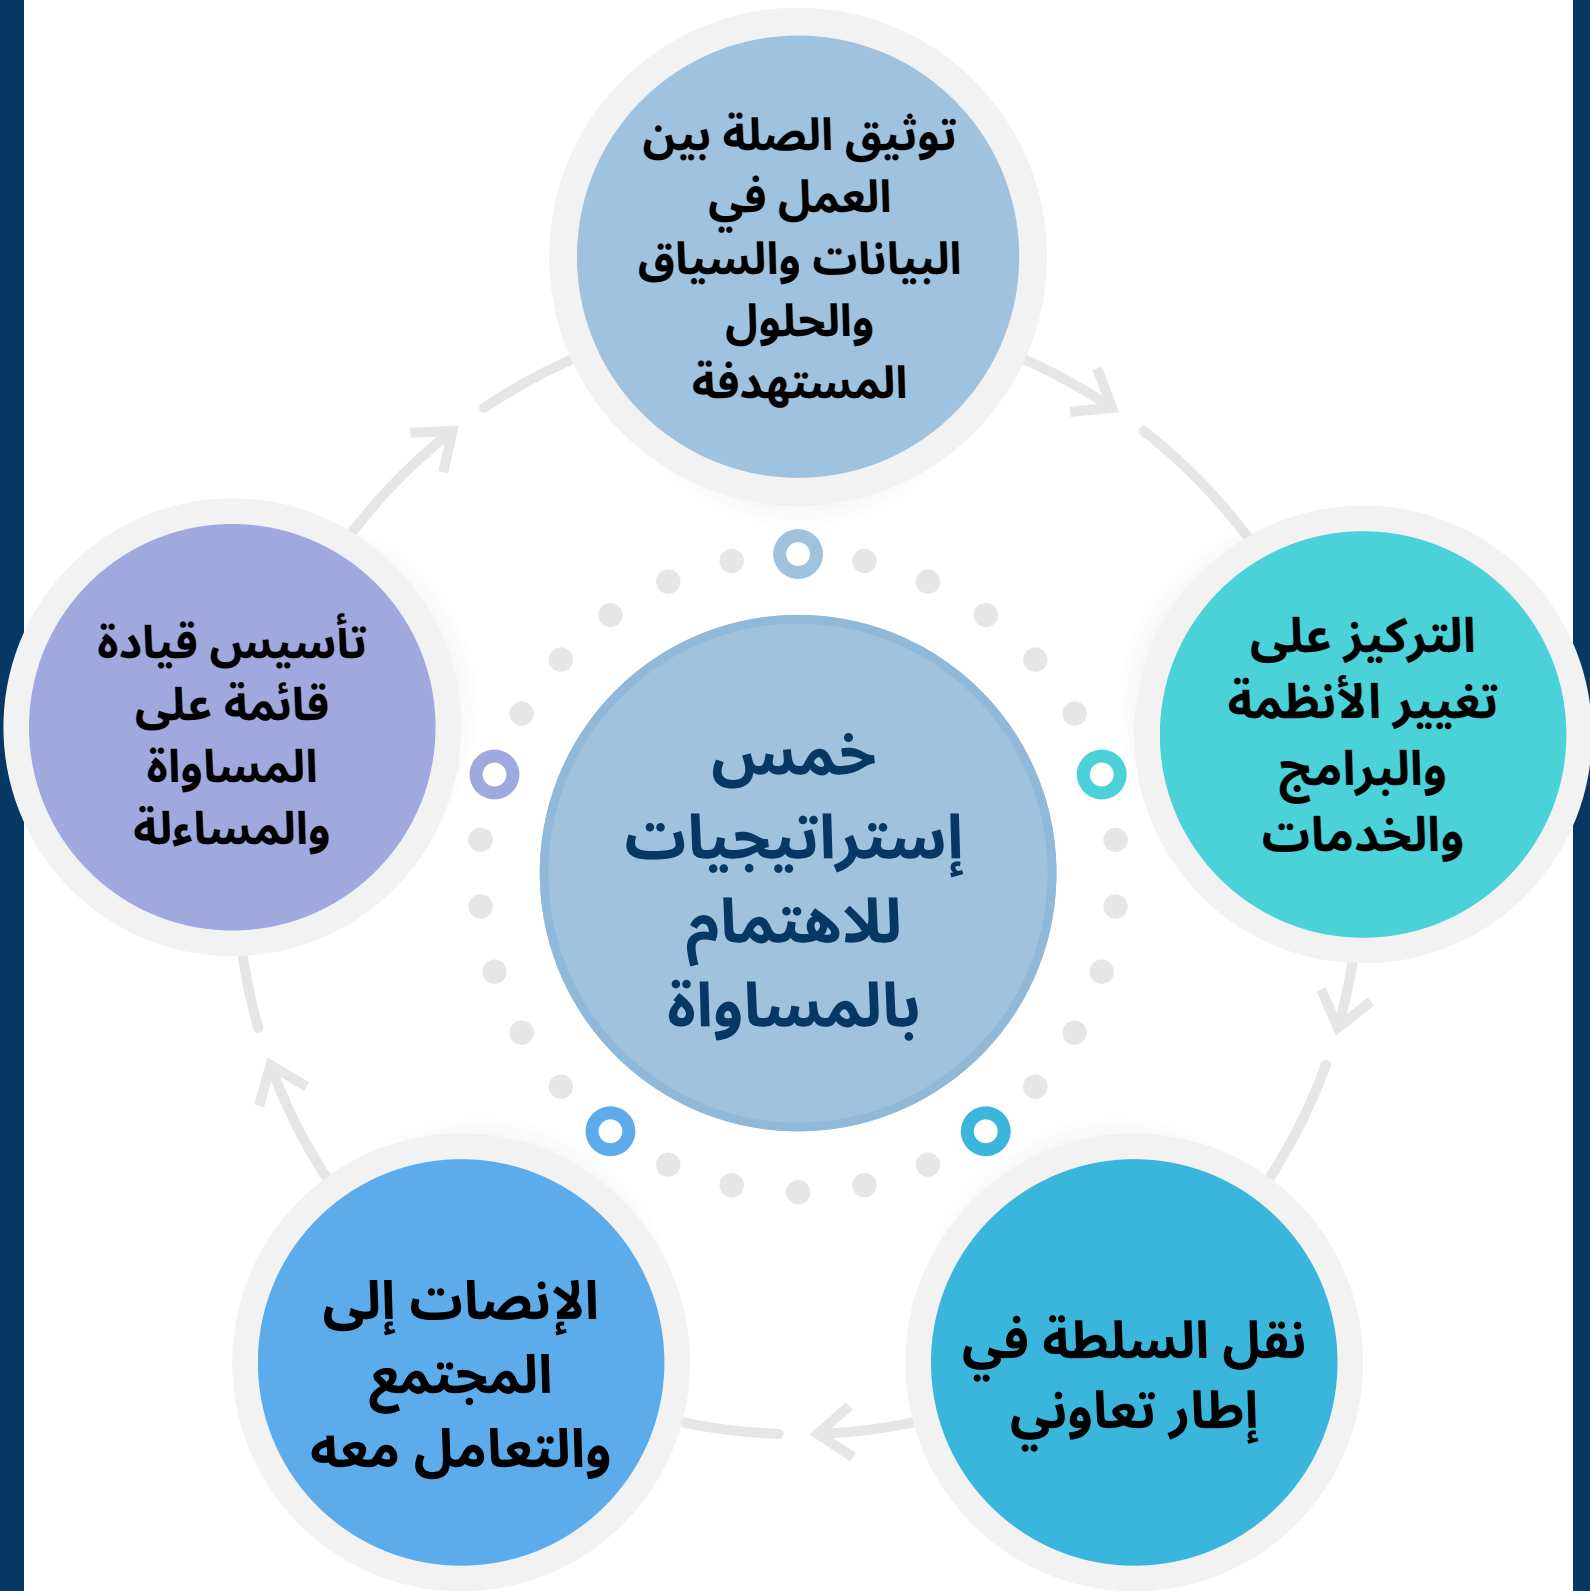 توثيق الصلة بين
العمل في
البيانات والسياق
والحلول
المستهدفة
التركيز على
تغيير الأنظمة
والبرامج
والخدمات
نقل السلطة في
إطار تعاوني
الإنصات إلى
المجتمع
والتعامل معه
تأسيس قيادة
قائمة على
المساواة
والمساءلة
خمس
إستراتيجيات
للاهتمام
بالمساواة